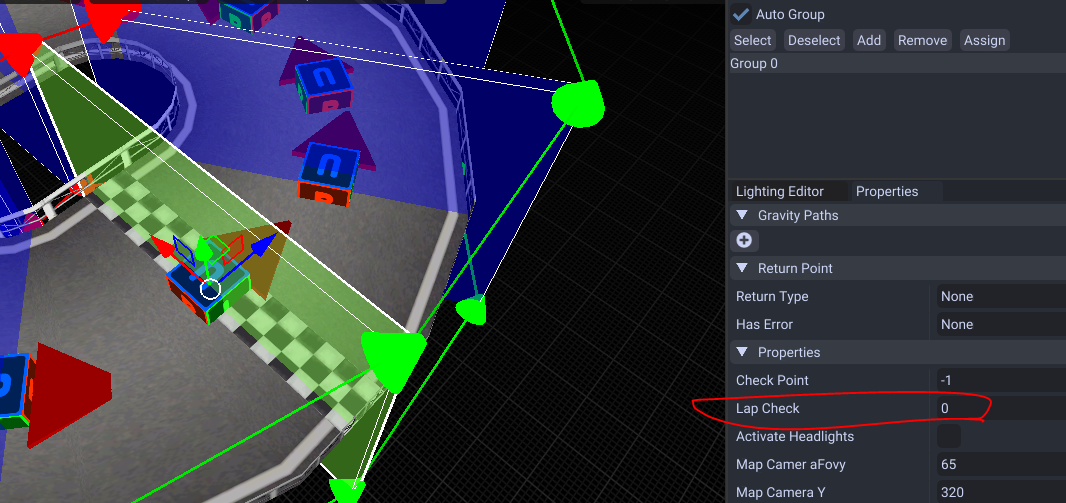 Auto Group
Select Deselect Add Remove Assign
Group 0
Lighting Editor Properties
Gravity Paths
Return Point
Return Type None
Has Error None
Properties
Check Point -1
Lap Check 0
Activate Headlights
Map Camer aFovy 65
Map Camera Y 320